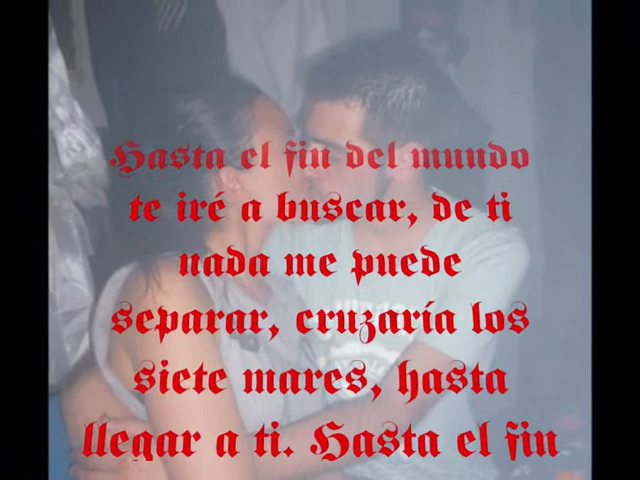 Hasta el fin del mundo
te iré a buscar, de ti
nada me puede
separar, cruzaría los
siete mares, hasta
llegar a ti. Hasta el fin